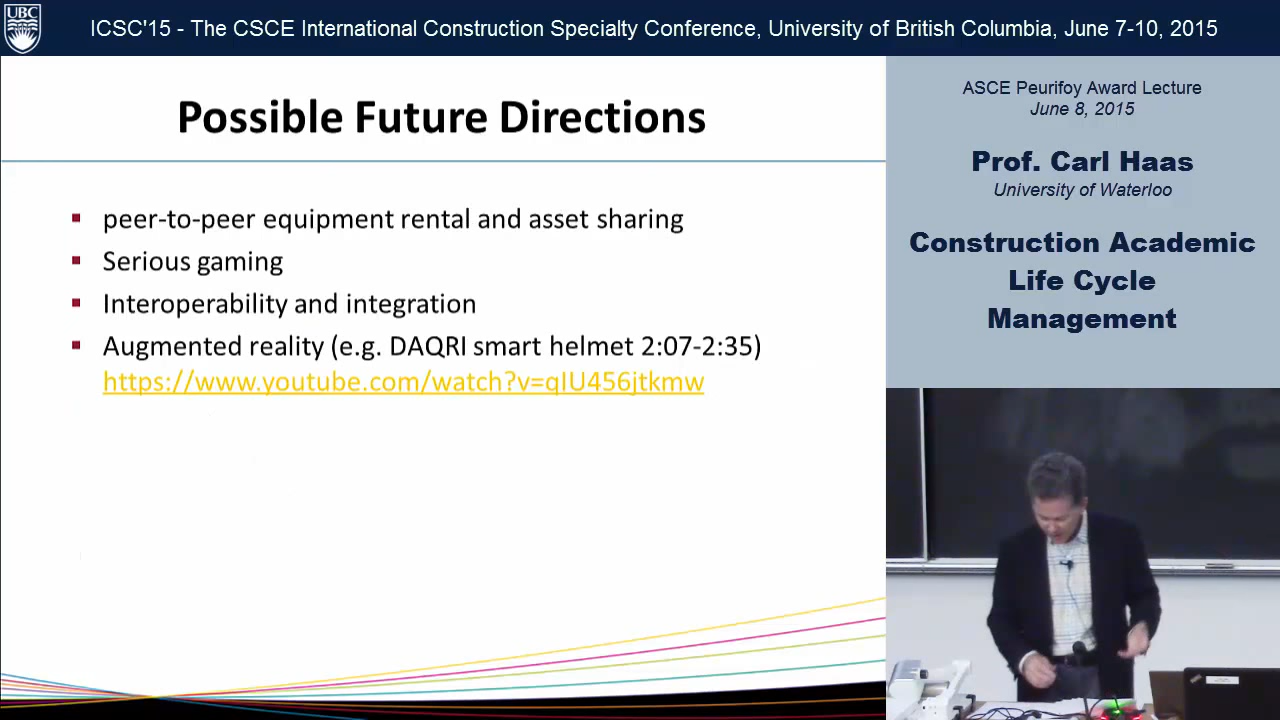 UBC
ICSC'15 - The CSCE International Construction Specialty Conference, University of British Columbia, June 7-10, 2015
Possible Future Directions
▪ peer-to-peer equipment rental and asset sharing
▪ Serious gaming
▪ Interoperability and integration
▪ Augmented reality (e.g. DAQRI smart helmet 2:07-2:35)
https://www.youtube.com/watch?v=qIU456jtkmw
ASCE Peurifoy Award Lecture
June 8, 2015
Prof. Carl Haas
University of Waterloo
Construction Academic
Life Cycle
Management